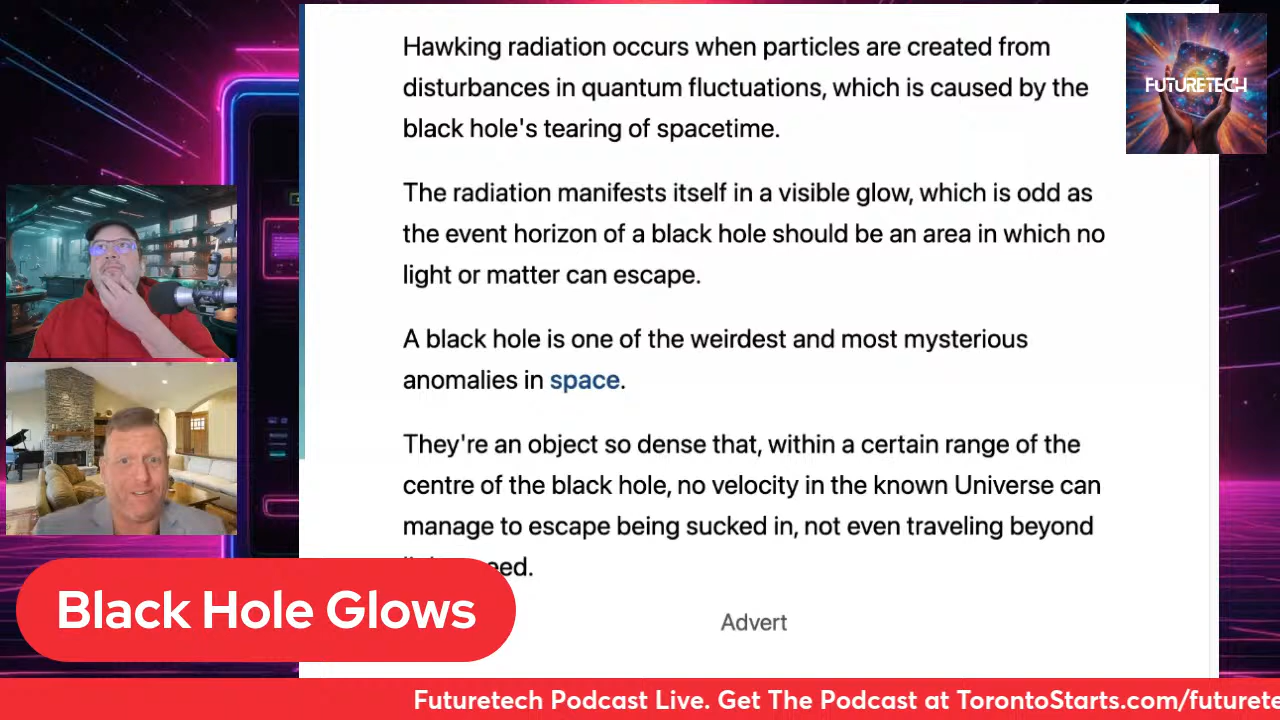 Hawking radiation occurs when particles are created from
disturbances in quantum fluctuations, which is caused by the
black hole's tearing of spacetime.
The radiation manifests itself in a visible glow, which is odd as
the event horizon of a black hole should be an area in which no
light or matter can escape.
A black hole is one of the weirdest and most mysterious
anomalies in space.
They're an object so dense that, within a certain range of the
centre of the black hole, no velocity in the known Universe can
manage to escape being sucked in, not even traveling beyond
Advert
FUTURETECH
Black Hole Glows
Futuretech Podcast Live. Get The Podcast at TorontoStarts.com/futurete